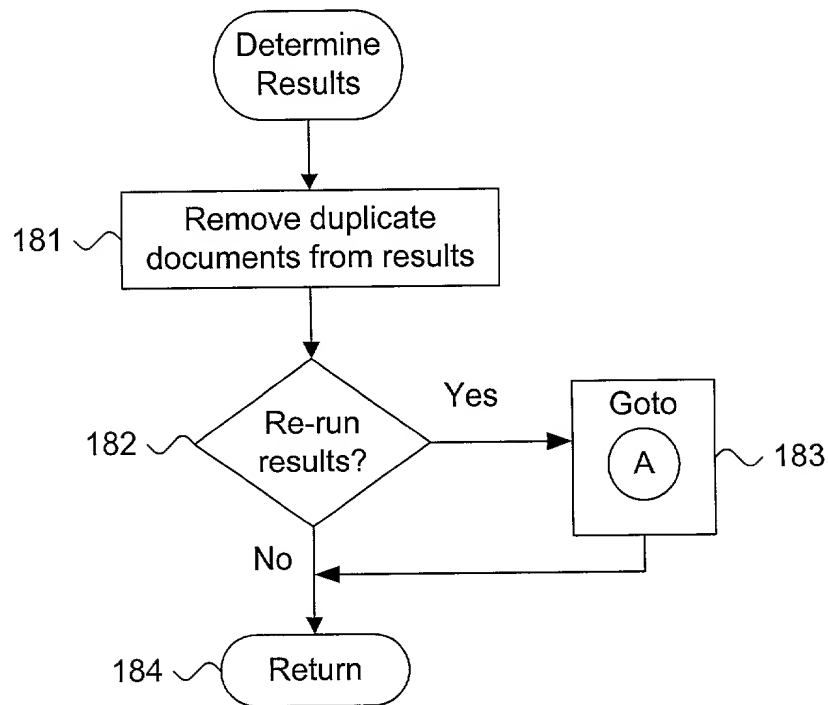 Determine
Results
181
Remove duplicate
documents from results
182
Re-run
results?
Yes
Goto
A
183
No
184
Return